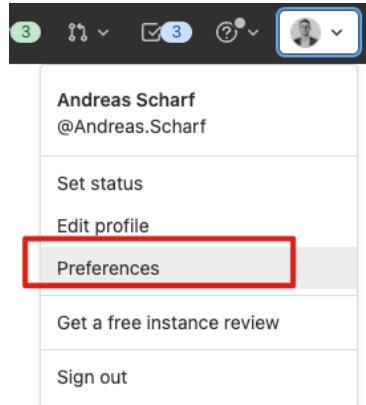 3
3
Andreas Scharf
@Andreas.Scharf
Set status
Edit profile
Preferences
Get a free instance review
Sign out